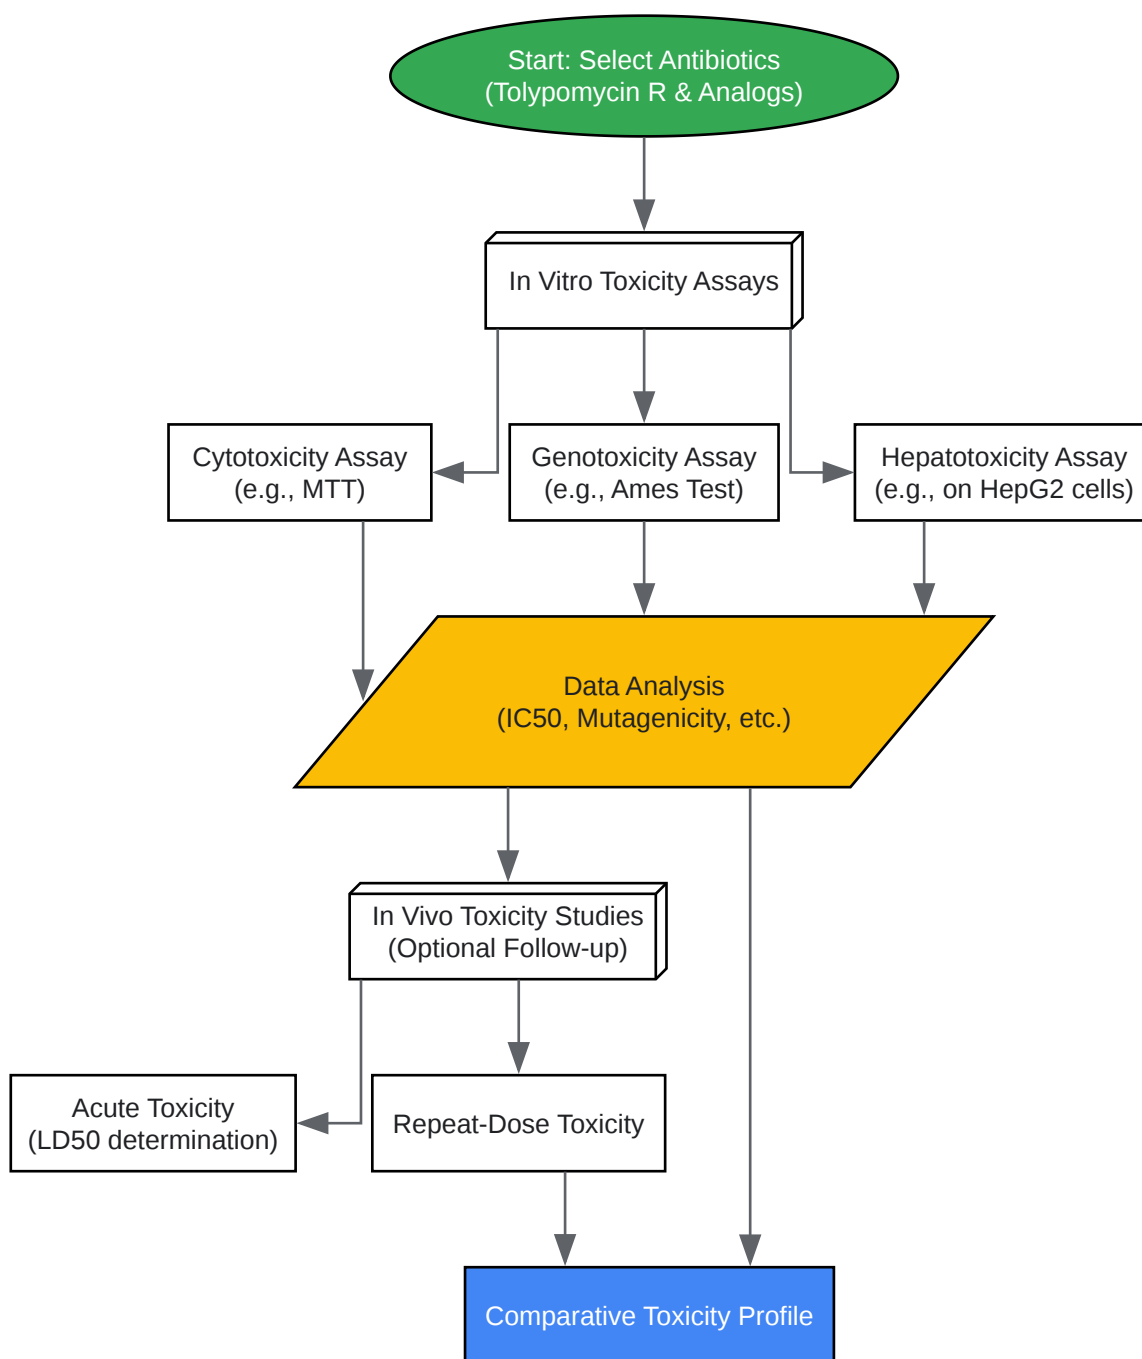 Start: Select Antibiotics
(Tolypomycin R & Analogs)
In Vitro Toxicity Assays
Cytotoxicity Assay
(e.g., MTT)
Genotoxicity Assay
(e.g., Ames Test)
Hepatotoxicity Assay
(e.g., on HepG2 cells)
Data Analysis
(IC50, Mutagenicity, etc.)
In Vivo Toxicity Studies
(Optional Follow-up)
Acute Toxicity
(LD50 determination)
Repeat-Dose Toxicity
Comparative Toxicity Profile